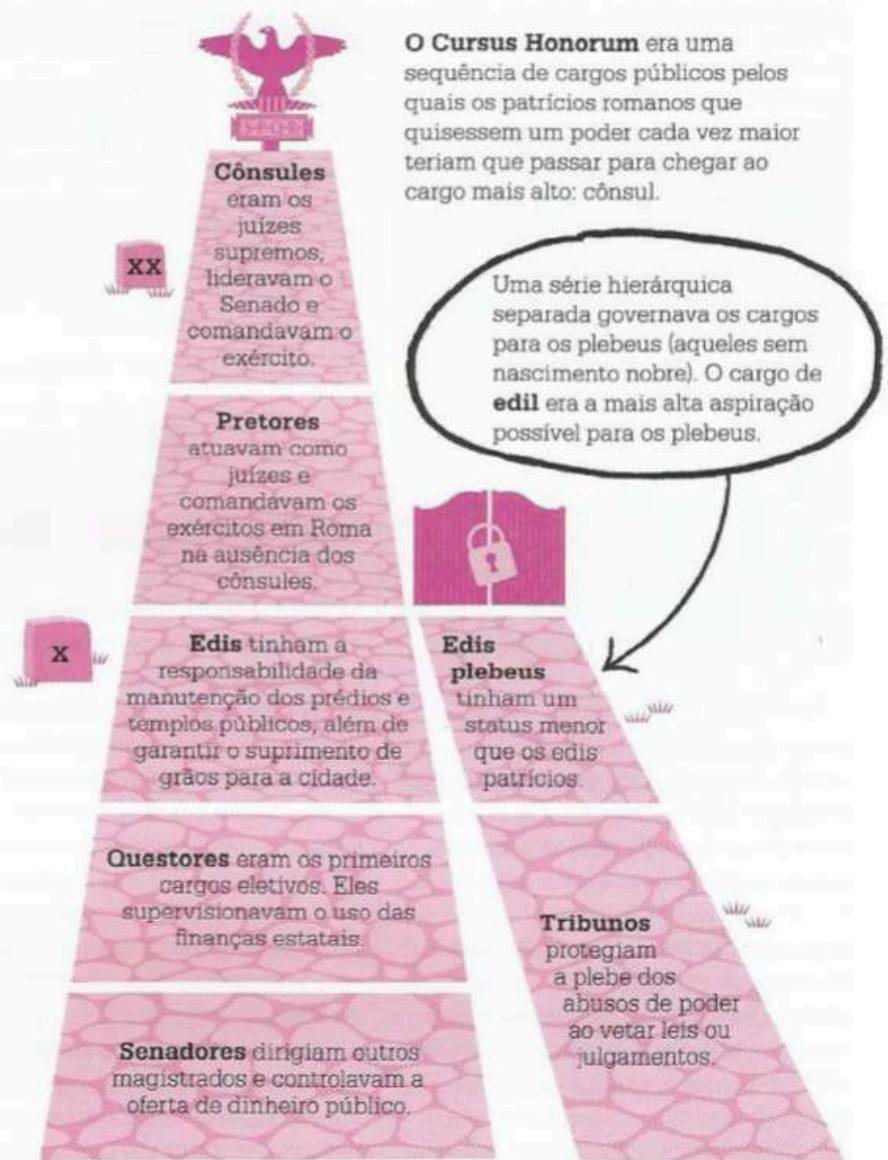 O Cursus Honorum era uma
sequência de cargos públicos pelos
quais os patrícios romanos que
quisessem um poder cada vez maior
teriam que passar para chegar ao
cargo mais alto: cônsul.
Cônsules
eram os
juízes
supremos,
lideravam o
Senado e
comandavam o
exército.
XX
Uma série hierárquica
separada governava os cargos
para os plebeus (aqueles sem
nascimento nobre). O cargo de
edil era a mais alta aspiração
possível para os plebeus.
Pretores
atuavam como
juízes e
comandavam os
exércitos em Roma
na ausência dos
cônsules.
X
Edis tinham a
responsabilidade da
manutenção dos prédios e
templos públicos, além de
garantir o suprimento de
grãos para a cidade.
Edis
plebeus
tinham um
status menor
que os edis
patrícios.
Questores eram os primeiros
cargos eletivos. Eles
supervisionavam o uso das
finanças estatais.
Tribunos
protegiam
a plebe dos
abusos de poder
ao vetar leis ou
julgamentos.
Senadores dirigiam outros
magistrados e controlavam a
oferta de dinheiro público.